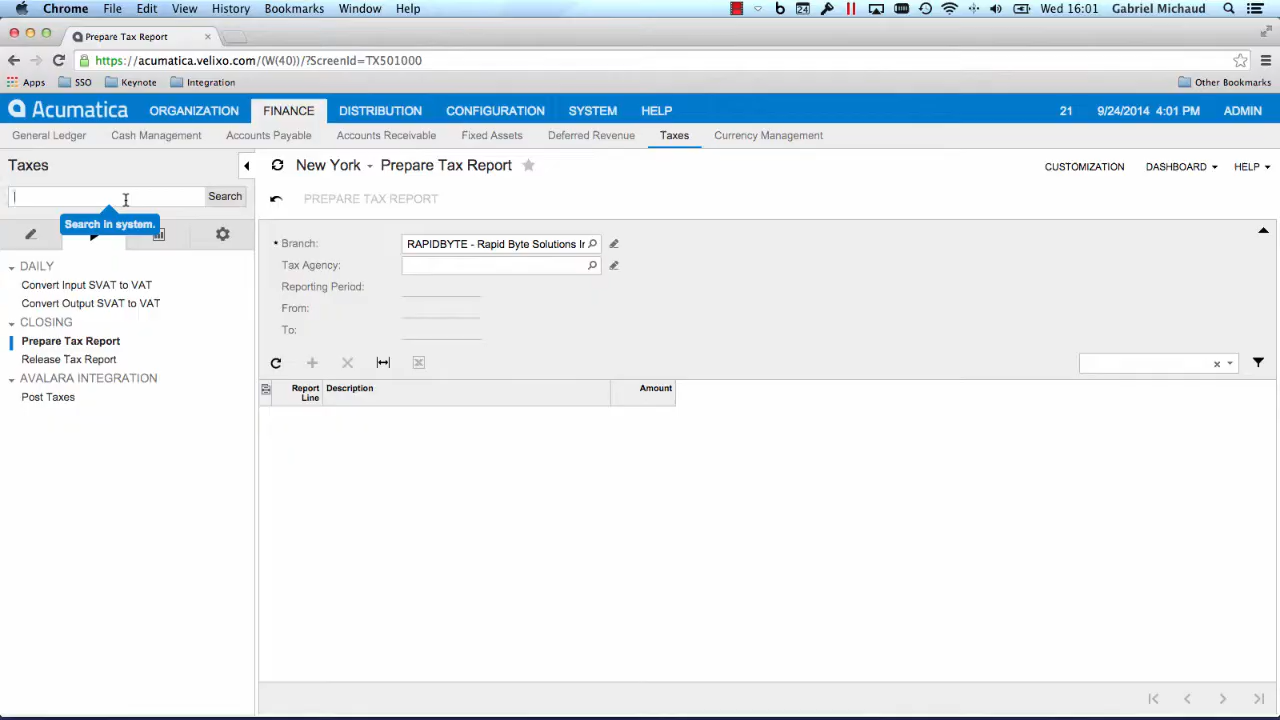 Chrome File Edit View History Bookmarks Window Help 24 Wed 16:01 Gabriel Michaud
Prepare Tax Report ×
https://acumatica.velixo.com/(W(40))/?ScreenId=TX501000
Apps SSO Keynote Integration Other Bookmarks
Acumatica ORGANIZATION FINANCE DISTRIBUTION CONFIGURATION SYSTEM HELP 21 9/24/2014 4:01 PM ADMIN
General Ledger Cash Management Accounts Payable Accounts Receivable Fixed Assets Deferred Revenue Taxes Currency Management
Taxes New York Prepare Tax Report CUSTOMIZATION DASHBOARD HELP
Search PREPARE TAX REPORT
Search in system.
* Branch: RAPIDBYTE - Rapid Byte Solutions Ir
DAILY Tax Agency:
Convert Input SVAT to VAT Reporting Period:
Convert Output SVAT to VAT From:
CLOSING To:
Prepare Tax Report
Release Tax Report
AVALARA INTEGRATION
Post Taxes
Report Line Description Amount